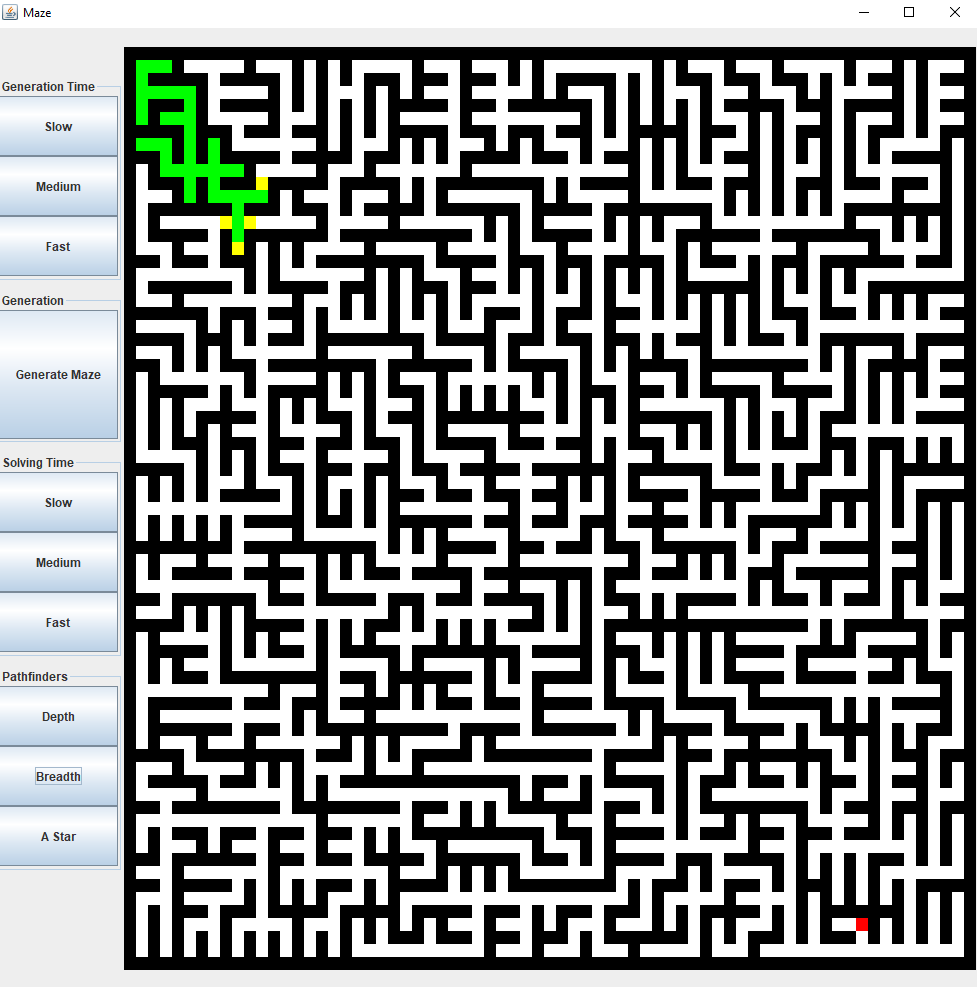 Maze
Generation Time
Slow
Medium
Fast
Generation
Generate Maze
Solving Time
Slow
Medium
Fast
Pathfinders
Depth
Breadth
A Star